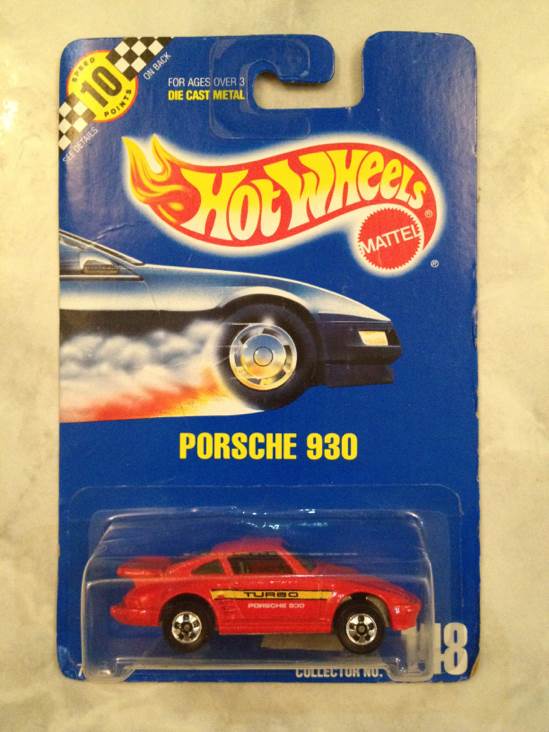 SPEED
10
POINTS
ON BACK
SEE DETAILS
FOR AGES OVER 3
DIE CAST METAL
HOT WHEELS®
MATTEL
®
PORSCHE 930
TURBO
PORSCHE 930
148
COLLECTOR NO.